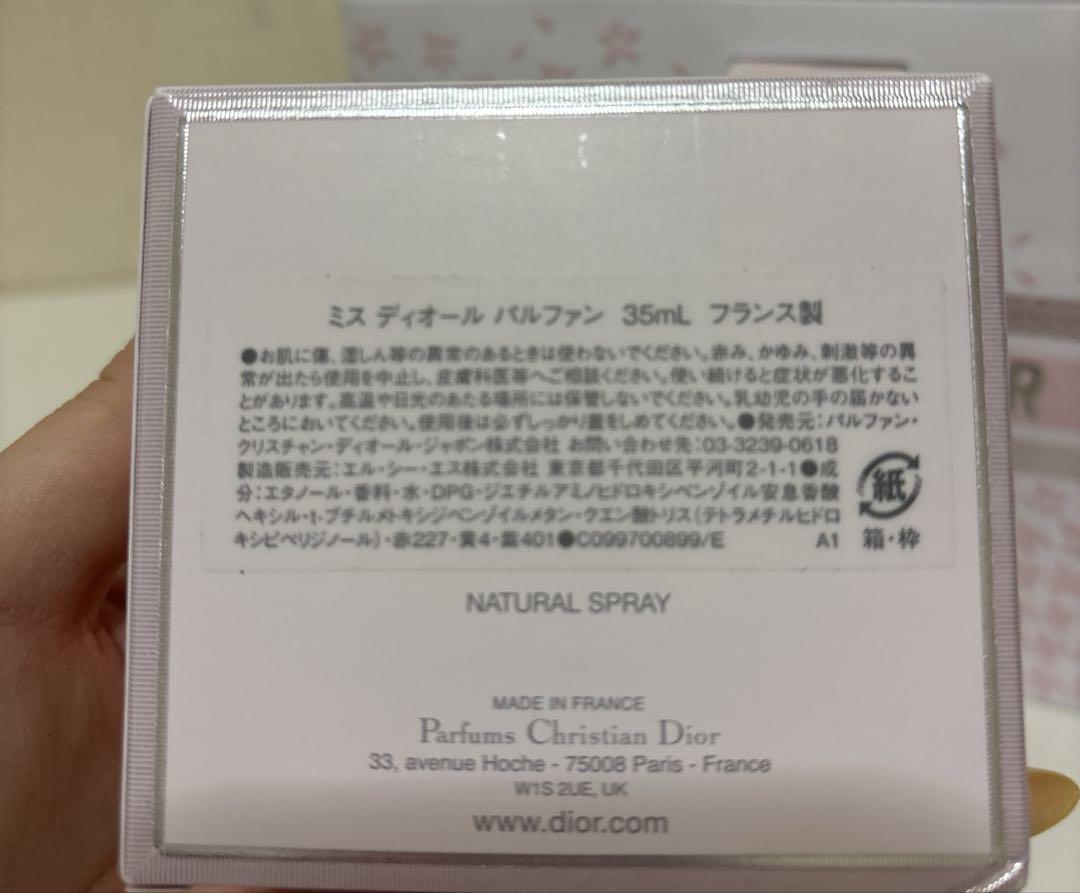 ミス ディオール パルファン 35mL フランス製
●お肌に傷、湿しん等の異常のあるときは使わないでください。赤み、かゆみ、刺激等の異
常が出たら使用を中止し、皮膚科医等へご相談ください。使い続けると症状が悪化するこ
とがあります。高温や日光のあたる場所には保管しないでください。乳幼児の手の届かない
ところにおいてください。使用後は必ずしっかり蓋をしめてください。●発売元:パルファン・
クリスチャン・ディオール・ジャポン株式会社 お問い合わせ先:03-3239-0618
製造販売元:エル・シー・エス株式会社 東京都千代田区平河町2-1-1●成
分:エタノール・香料・水・DPG・ジエチルアミノヒドロキシベンゾイル安息香酸
ヘキシル・t-ブチルメトキシジベンゾイルメタン・クエン酸トリス(テトラメチルヒドロ
キシピペリジノール)・赤227・黄4・紫401●C099700899/E A1
紙
箱・枠
NATURAL SPRAY
MADE IN FRANCE
Parfums Christian Dior
33, avenue Hoche - 75008 Paris - France
W1S 2UE, UK
www.dior.com
R